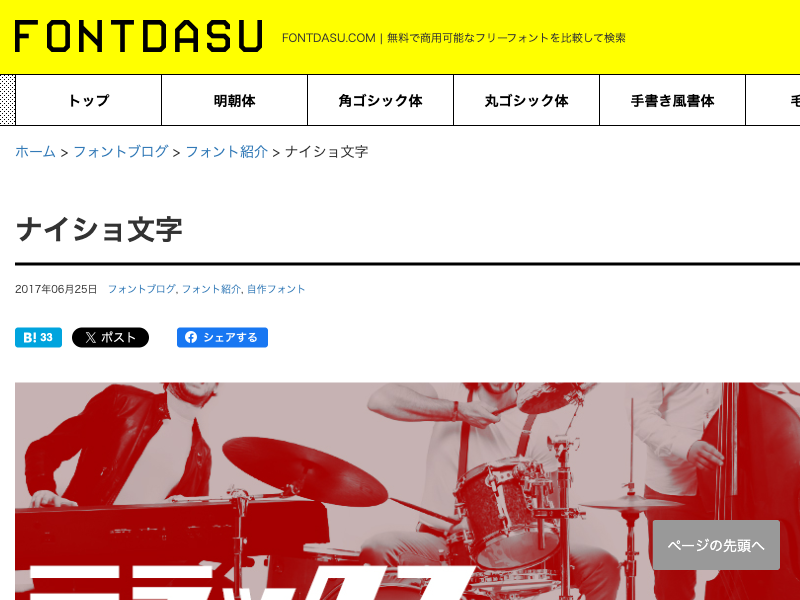 FONTDASU FONTDASU.COM | 無料で商用可能なフリーフォントを比較して検索
トップ 明朝体 角ゴシック体 丸ゴシック体 手書き風書体
ホーム > フォントブログ > フォント紹介 > ナイショ文字
ナイショ文字
2017年06月25日 フォントブログ, フォント紹介, 自作フォント
B! 33 X ポスト シェアする
ページの先頭へ